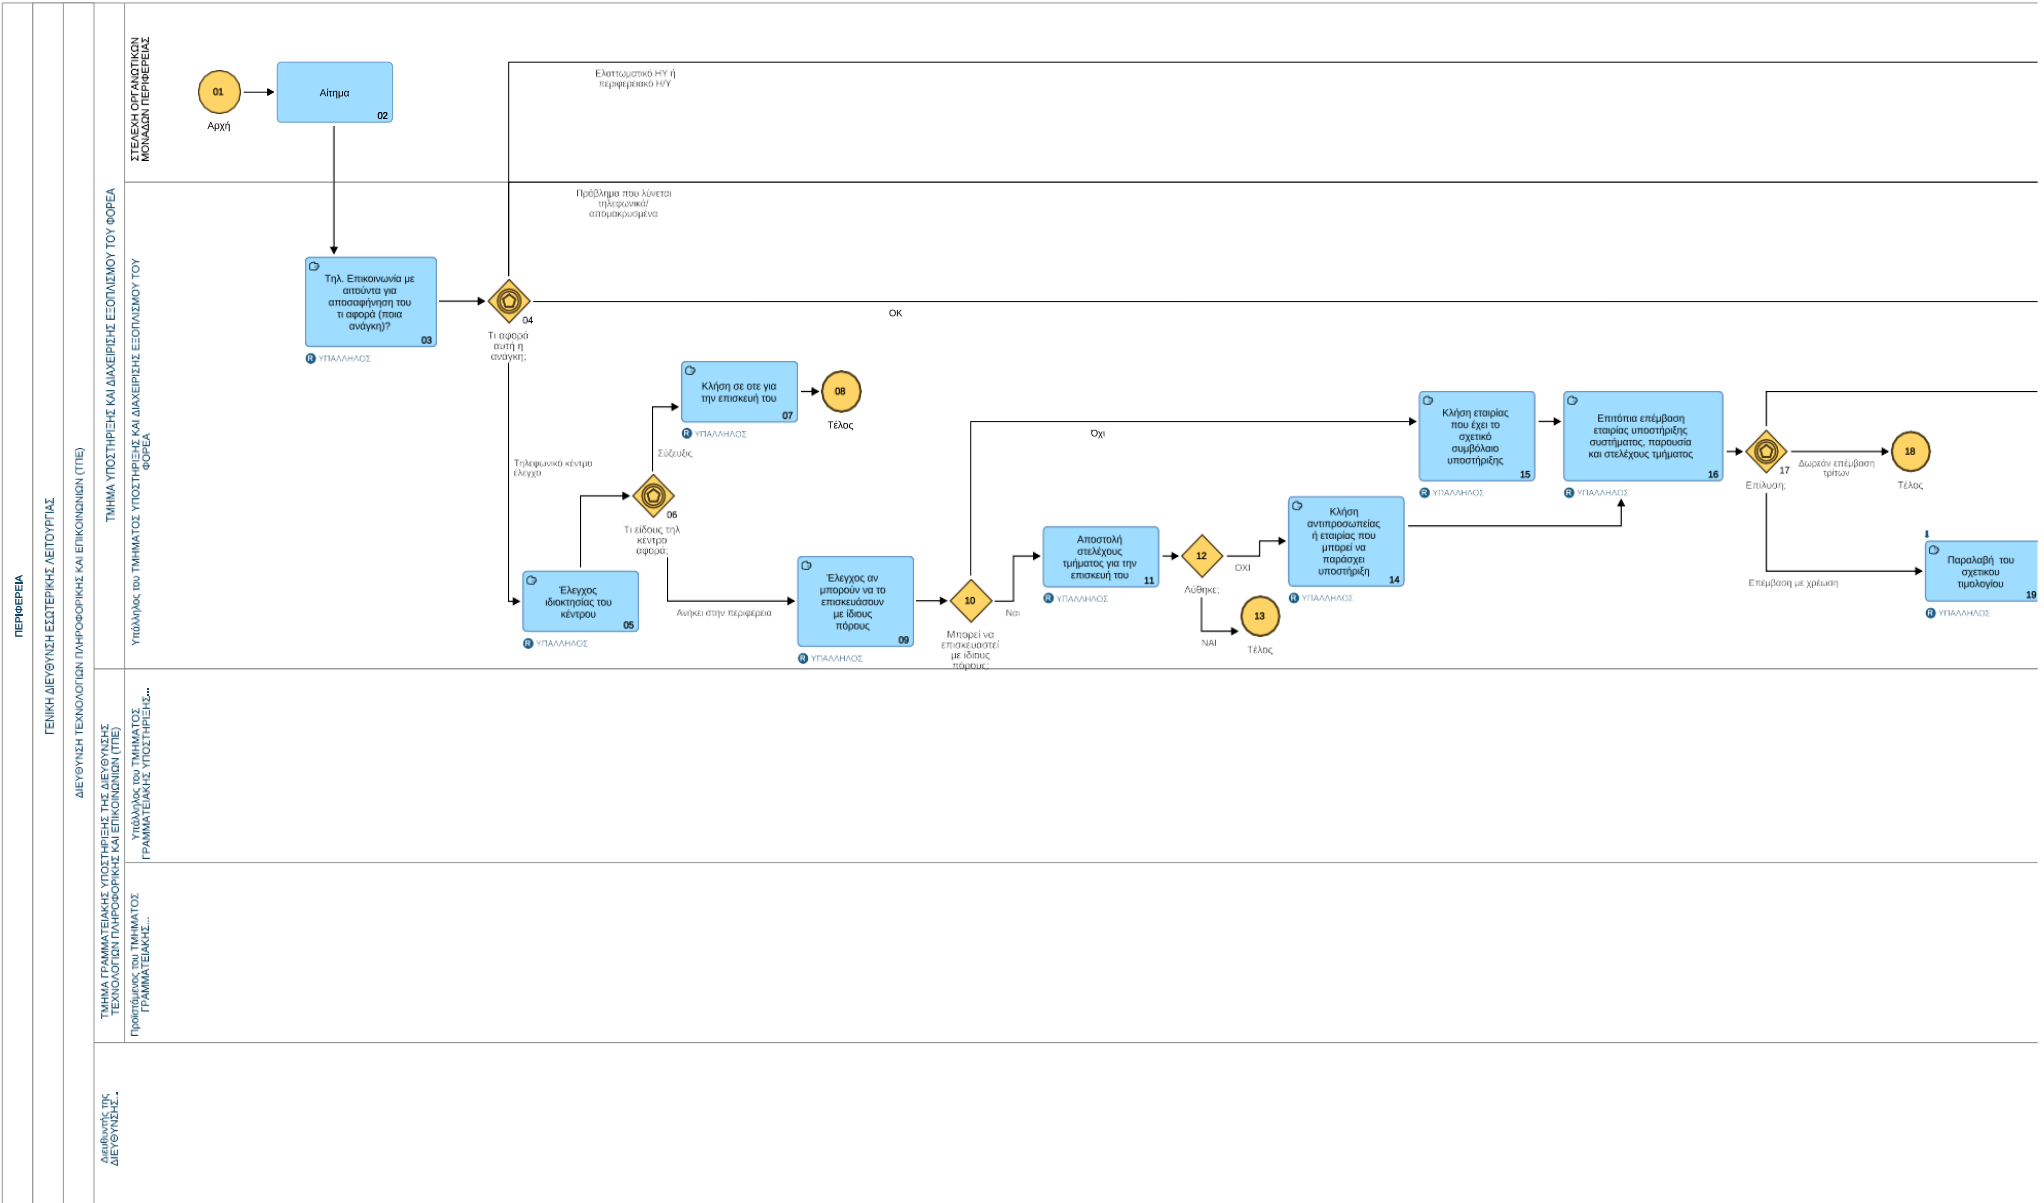 ΠΕΡΙΦΕΡΕΙΑ
ΓΕΝΙΚΗ ΔΙΕΥΘΥΝΣΗ ΕΣΩΤΕΡΙΚΗΣ ΛΕΙΤΟΥΡΓΙΑΣ
ΔΙΕΥΘΥΝΣΗ ΤΕΧΝΟΛΟΓΙΩΝ ΠΛΗΡΟΦΟΡΙΚΗΣ ΚΑΙ ΕΠΙΚΟΙΝΩΝΙΩΝ (ΤΠΕ)
ΣΤΕΛΕΧΗ ΟΡΓΑΝΩΤΙΚΩΝ
ΜΟΝΑΔΩΝ ΠΕΡΙΦΕΡΕΙΑΣ
01
Αρχή
Αίτημα
02
Ελαττωματικό ΗΥ ή
περιφερειακό Η/Υ
ΤΜΗΜΑ ΥΠΟΣΤΗΡΙΞΗΣ ΚΑΙ ΔΙΑΧΕΙΡΙΣΗΣ ΕΞΟΠΛΙΣΜΟΥ ΤΟΥ ΦΟΡΕΑ
Υπάλληλος του ΤΜΗΜΑΤΟΣ ΥΠΟΣΤΗΡΙΞΗΣ ΚΑΙ ΔΙΑΧΕΙΡΙΣΗΣ ΕΞΟΠΛΙΣΜΟΥ ΤΟΥ
ΦΟΡΕΑ
Πρόβλημα που λύνεται
τηλεφωνικά/
απομακρυσμένα
Τηλ. Επικοινωνία με
αιτούντα για
αποσαφήνηση του
τι αφορά (ποια
ανάγκη)?
03
R ΥΠΑΛΛΗΛΟΣ
04
Τι αφορά
αυτή η
ανάγκη;
OK
Τηλεφωνικό κέντρο
έλεγχο
Έλεγχος
ιδιοκτησίας του
κέντρου
05
R ΥΠΑΛΛΗΛΟΣ
06
Τι είδους τηλ
κέντρο
αφορά;
Σύζευξις
Κλήση σε οτε για
την επισκευή του
07
R ΥΠΑΛΛΗΛΟΣ
08
Τέλος
Ανήκει στην περιφέρεια
Έλεγχος αν
μπορούν να το
επισκευάσουν
με ίδιους
πόρους
09
R ΥΠΑΛΛΗΛΟΣ
10
Μπορεί να
επισκευαστεί
με ίδιους
πόρους;
Όχι
Ναι
Αποστολή
στελέχους
τμήματος για την
επισκευή του
11
R ΥΠΑΛΛΗΛΟΣ
12
Λύθηκε;
ΟΧΙ
ΝΑΙ
13
Τέλος
Κλήση
αντιπροσωπείας
ή εταιρίας που
μπορεί να
παράσχει
υποστήριξη
14
R ΥΠΑΛΛΗΛΟΣ
Κλήση εταιρίας
που έχει το
σχετικό
συμβόλαιο
υποστήριξης
15
R ΥΠΑΛΛΗΛΟΣ
Επιτόπια επέμβαση
εταιρίας υποστήριξης
συστήματος, παρουσία
και στελέχους τμήματος
16
R ΥΠΑΛΛΗΛΟΣ
17
Επίλυση;
Δωρεάν επέμβαση
τρίτων
18
Τέλος
Επέμβαση με χρέωση
Παραλαβή του
σχετικου
τιμολογίου
19
R ΥΠΑΛΛΗΛΟΣ
ΤΜΗΜΑ ΓΡΑΜΜΑΤΕΙΑΚΗΣ ΥΠΟΣΤΗΡΙΞΗΣ ΤΗΣ ΔΙΕΥΘΥΝΣΗΣ
ΤΕΧΝΟΛΟΓΙΩΝ ΠΛΗΡΟΦΟΡΙΚΗΣ ΚΑΙ ΕΠΙΚΟΙΝΩΝΙΩΝ (ΤΠΕ)
Υπάλληλος του ΤΜΗΜΑΤΟΣ
ΓΡΑΜΜΑΤΕΙΑΚΗΣ ΥΠΟΣΤΗΡΙΞΗΣ...
Προϊστάμενος του ΤΜΗΜΑΤΟΣ
ΓΡΑΜΜΑΤΕΙΑΚΗΣ...
Διευθυντής της
ΔΙΕΥΘΥΝΣΗΣ...